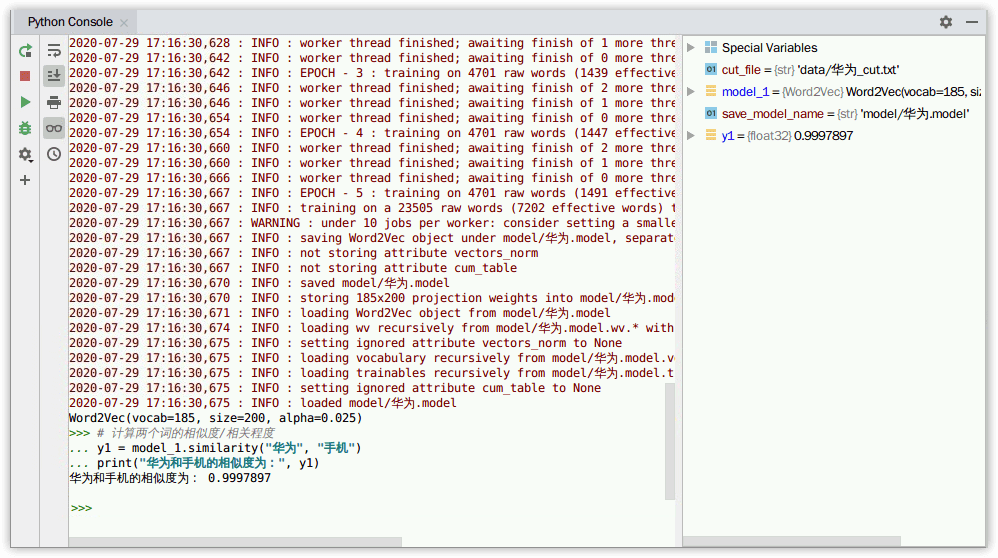 Python Console
2020-07-29 17:16:30,628 : INFO : worker thread finished; awaiting finish of 1 more thre
2020-07-29 17:16:30,642 : INFO : worker thread finished; awaiting finish of 0 more thre
2020-07-29 17:16:30,642 : INFO : EPOCH - 3 : training on 4701 raw words (1439 effective
2020-07-29 17:16:30,646 : INFO : worker thread finished; awaiting finish of 2 more thre
2020-07-29 17:16:30,646 : INFO : worker thread finished; awaiting finish of 1 more thre
2020-07-29 17:16:30,654 : INFO : worker thread finished; awaiting finish of 0 more thre
2020-07-29 17:16:30,654 : INFO : EPOCH - 4 : training on 4701 raw words (1447 effective
2020-07-29 17:16:30,660 : INFO : worker thread finished; awaiting finish of 2 more thre
2020-07-29 17:16:30,660 : INFO : worker thread finished; awaiting finish of 1 more thre
2020-07-29 17:16:30,666 : INFO : worker thread finished; awaiting finish of 0 more thre
2020-07-29 17:16:30,667 : INFO : EPOCH - 5 : training on 4701 raw words (1491 effective
2020-07-29 17:16:30,667 : INFO : training on a 23505 raw words (7202 effective words) t
2020-07-29 17:16:30,667 : WARNING : under 10 jobs per worker: consider setting a smalle
2020-07-29 17:16:30,667 : INFO : saving Word2Vec object under model/华为.model, separat
2020-07-29 17:16:30,667 : INFO : not storing attribute vectors_norm
2020-07-29 17:16:30,667 : INFO : not storing attribute cum_table
2020-07-29 17:16:30,670 : INFO : saved model/华为.model
2020-07-29 17:16:30,670 : INFO : storing 185x200 projection weights into model/华为.mod
2020-07-29 17:16:30,671 : INFO : loading Word2Vec object from model/华为.model
2020-07-29 17:16:30,674 : INFO : loading wv recursively from model/华为.model.wv.* with
2020-07-29 17:16:30,675 : INFO : setting ignored attribute vectors_norm to None
2020-07-29 17:16:30,675 : INFO : loading vocabulary recursively from model/华为.model.v
2020-07-29 17:16:30,675 : INFO : loading trainables recursively from model/华为.model.t
2020-07-29 17:16:30,675 : INFO : setting ignored attribute cum_table to None
2020-07-29 17:16:30,675 : INFO : loaded model/华为.model
Word2Vec(vocab=185, size=200, alpha=0.025)
>>> # 计算两个词的相似度/相关程度
... y1 = model_1.similarity("华为", "手机")
... print("华为和手机的相似度为：", y1)
华为和手机的相似度为： 0.9997897
>>>
Special Variables
cut_file = {str} 'data/华为_cut.txt'
model_1 = {Word2Vec} Word2Vec(vocab=185, si
save_model_name = {str} 'model/华为.model'
y1 = {float32} 0.9997897